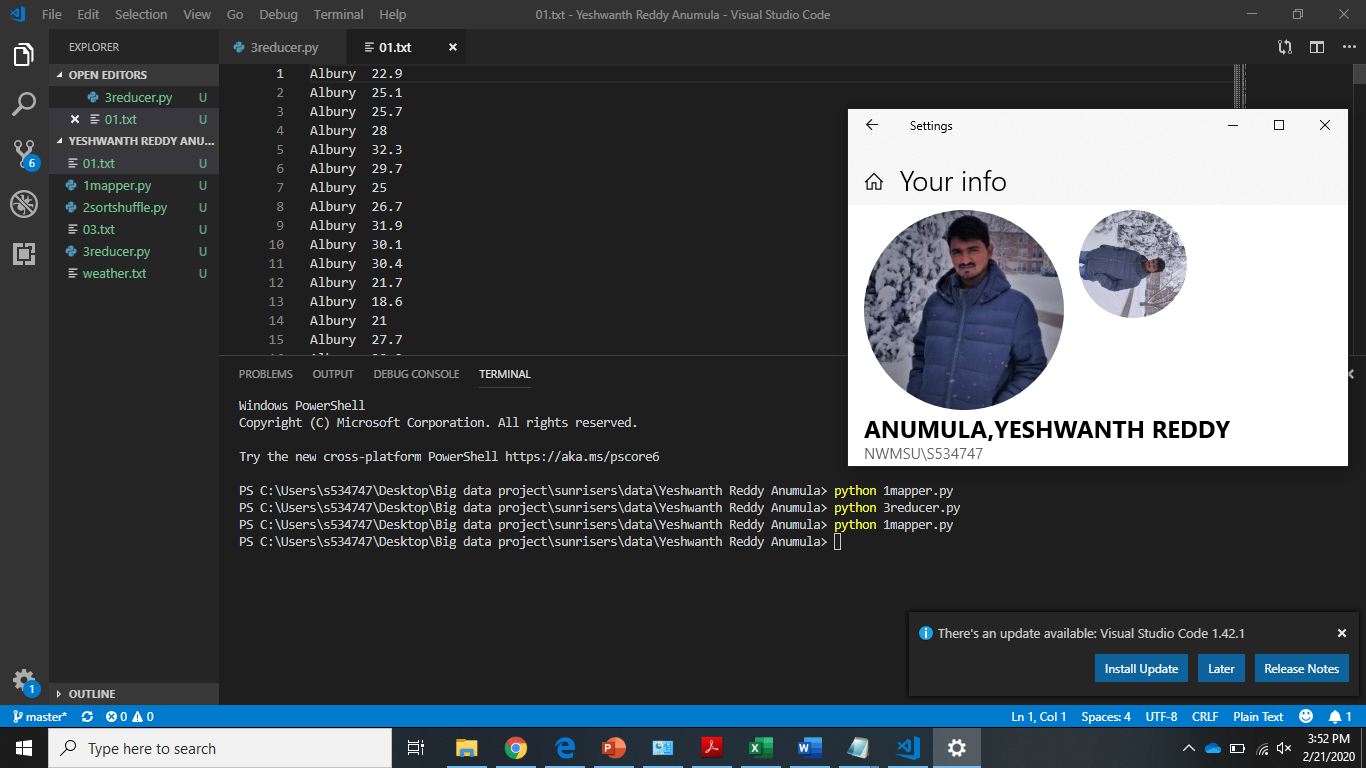 File Edit Selection View Go Debug Terminal Help
01.txt - Yeshwanth Reddy Anumula - Visual Studio Code
EXPLORER
OPEN EDITORS
3reducer.py U
01.txt U
YESHWANTH REDDY ANU...
01.txt U
1mapper.py U
2sortshuffle.py U
03.txt U
3reducer.py U
weather.txt U
OUTLINE
6
1
3reducer.py 01.txt
1 Albury 22.9
2 Albury 25.1
3 Albury 25.7
4 Albury 28
5 Albury 32.3
6 Albury 29.7
7 Albury 25
8 Albury 26.7
9 Albury 31.9
10 Albury 30.1
11 Albury 30.4
12 Albury 21.7
13 Albury 18.6
14 Albury 21
15 Albury 27.7
Settings
Your info
ANUMULA,YESHWANTH REDDY
NWMSU\S534747
PROBLEMS OUTPUT DEBUG CONSOLE TERMINAL
Windows PowerShell
Copyright (C) Microsoft Corporation. All rights reserved.
Try the new cross-platform PowerShell https://aka.ms/pscore6
PS C:\Users\s534747\Desktop\Big data project\sunrisers\data\Yeshwanth Reddy Anumula> python 1mapper.py
PS C:\Users\s534747\Desktop\Big data project\sunrisers\data\Yeshwanth Reddy Anumula> python 3reducer.py
PS C:\Users\s534747\Desktop\Big data project\sunrisers\data\Yeshwanth Reddy Anumula> python 1mapper.py
PS C:\Users\s534747\Desktop\Big data project\sunrisers\data\Yeshwanth Reddy Anumula>
There's an update available: Visual Studio Code 1.42.1
Install Update Later Release Notes
master* 0 0
Ln 1, Col 1 Spaces: 4 UTF-8 CRLF Plain Text 1
Type here to search
3:52 PM
2/21/2020